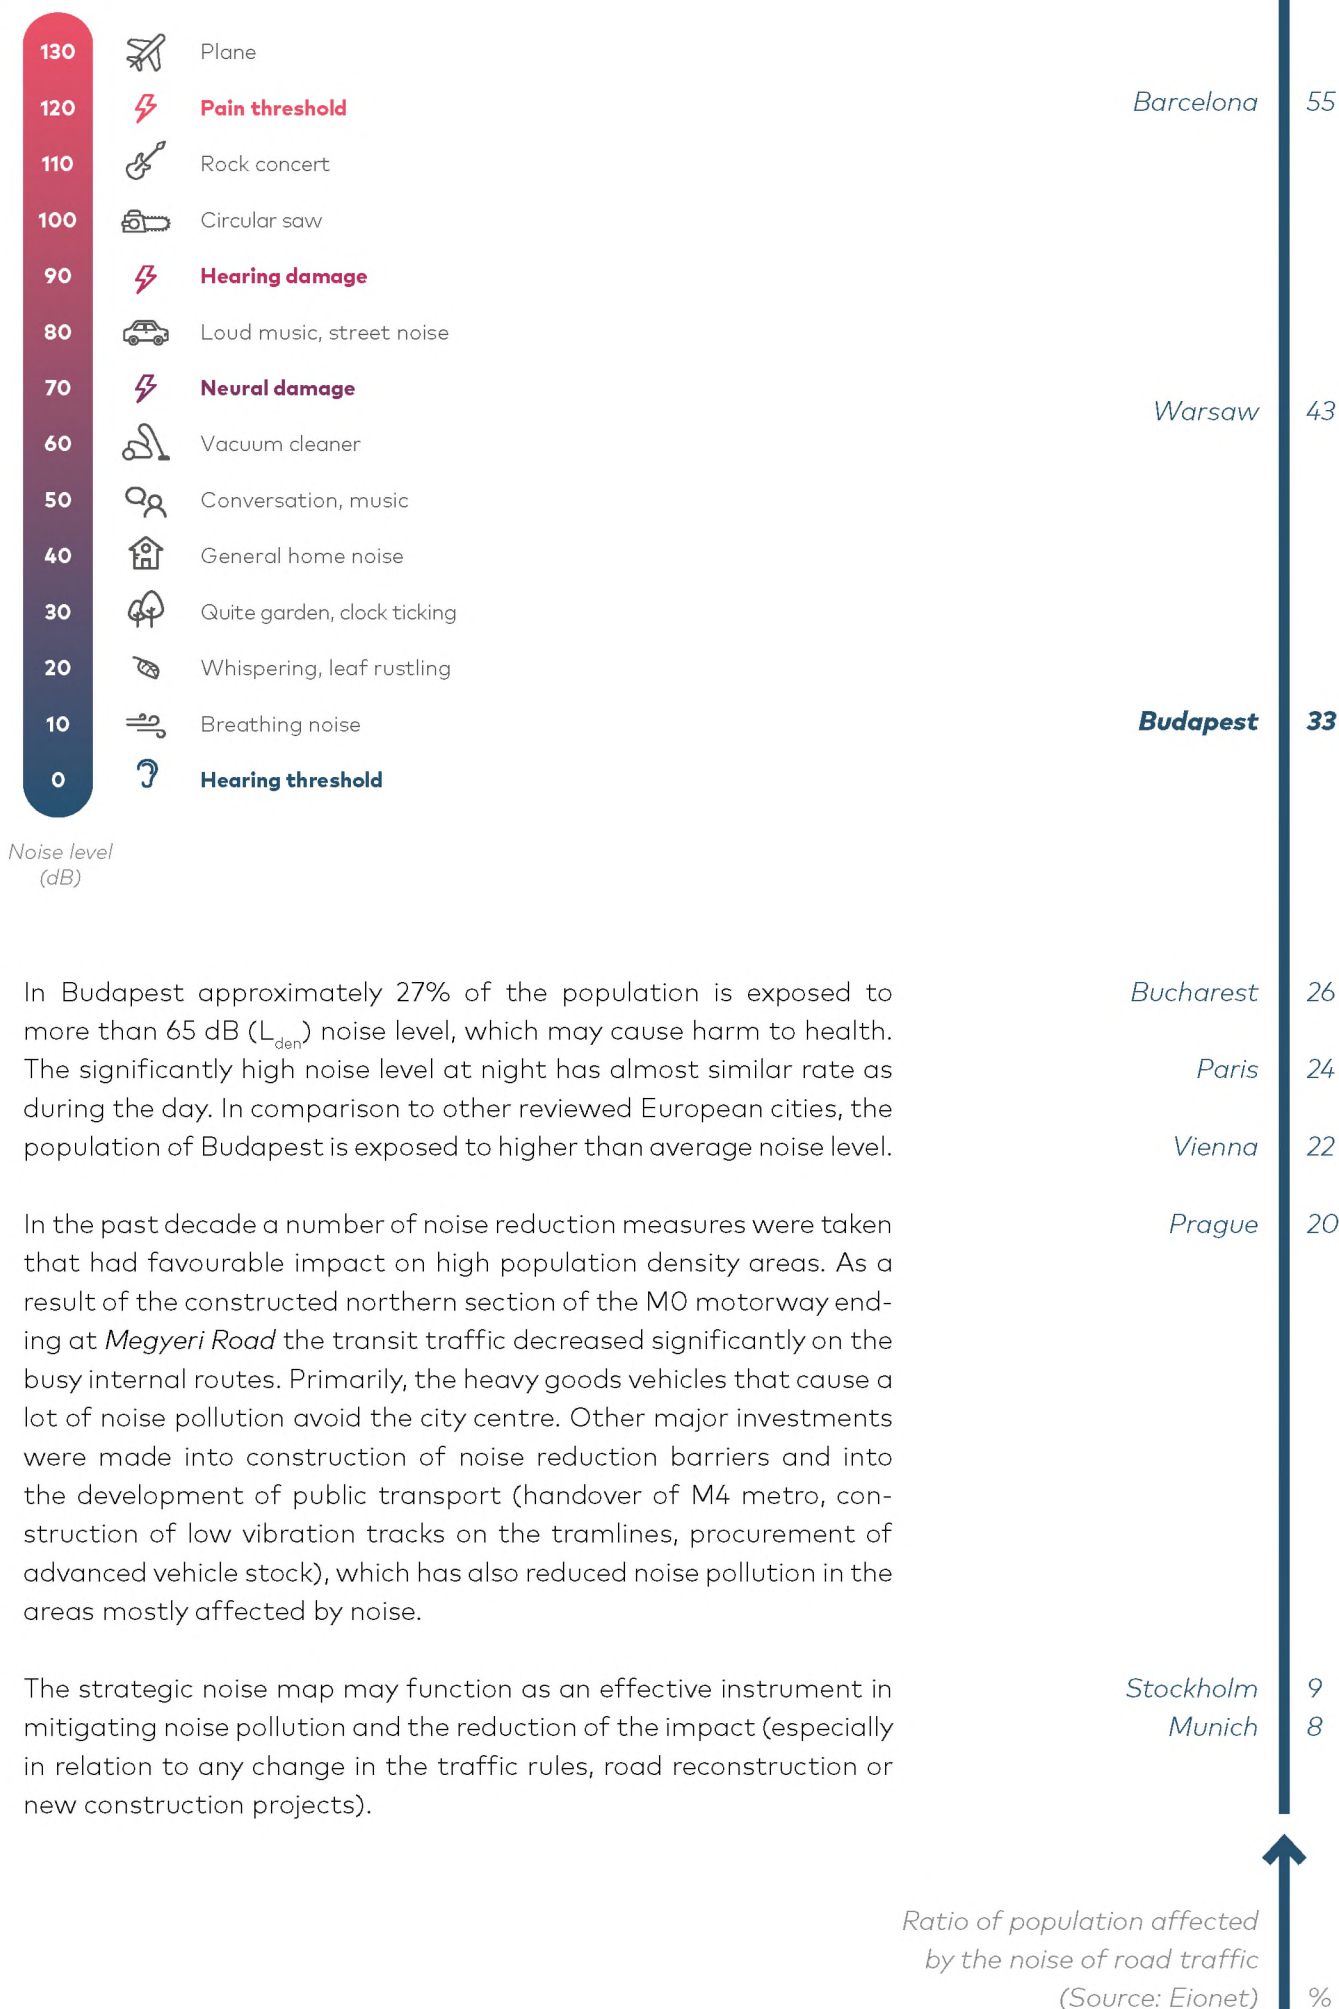 130 Plane
120 Pain threshold
110 Rock concert
100 Circular saw
90 Hearing damage
80 Loud music, street noise
70 Neural damage
60 Vacuum cleaner
50 Conversation, music
40 General home noise
30 Quite garden, clock ticking
20 Whispering, leaf rustling
10 Breathing noise
0 Hearing threshold
Noise level
(dB)
In Budapest approximately 27% of the population is exposed to
more than 65 dB (Lden) noise level, which may cause harm to health.
The significantly high noise level at night has almost similar rate as
during the day. In comparison to other reviewed European cities, the
population of Budapest is exposed to higher than average noise level.
In the past decade a number of noise reduction measures were taken
that had favourable impact on high population density areas. As a
result of the constructed northern section of the M0 motorway end-
ing at Megyeri Road the transit traffic decreased significantly on the
busy internal routes. Primarily, the heavy goods vehicles that cause a
lot of noise pollution avoid the city centre. Other major investments
were made into construction of noise reduction barriers and into
the development of public transport (handover of M4 metro, con-
struction of low vibration tracks on the tramlines, procurement of
advanced vehicle stock), which has also reduced noise pollution in the
areas mostly affected by noise.
The strategic noise map may function as an effective instrument in
mitigating noise pollution and the reduction of the impact (especially
in relation to any change in the traffic rules, road reconstruction or
new construction projects).
Barcelona 55
Warsaw 43
Budapest 33
Bucharest 26
Paris 24
Vienna 22
Prague 20
Stockholm 9
Munich 8
Ratio of population affected
by the noise of road traffic
(Source: Eionet) %